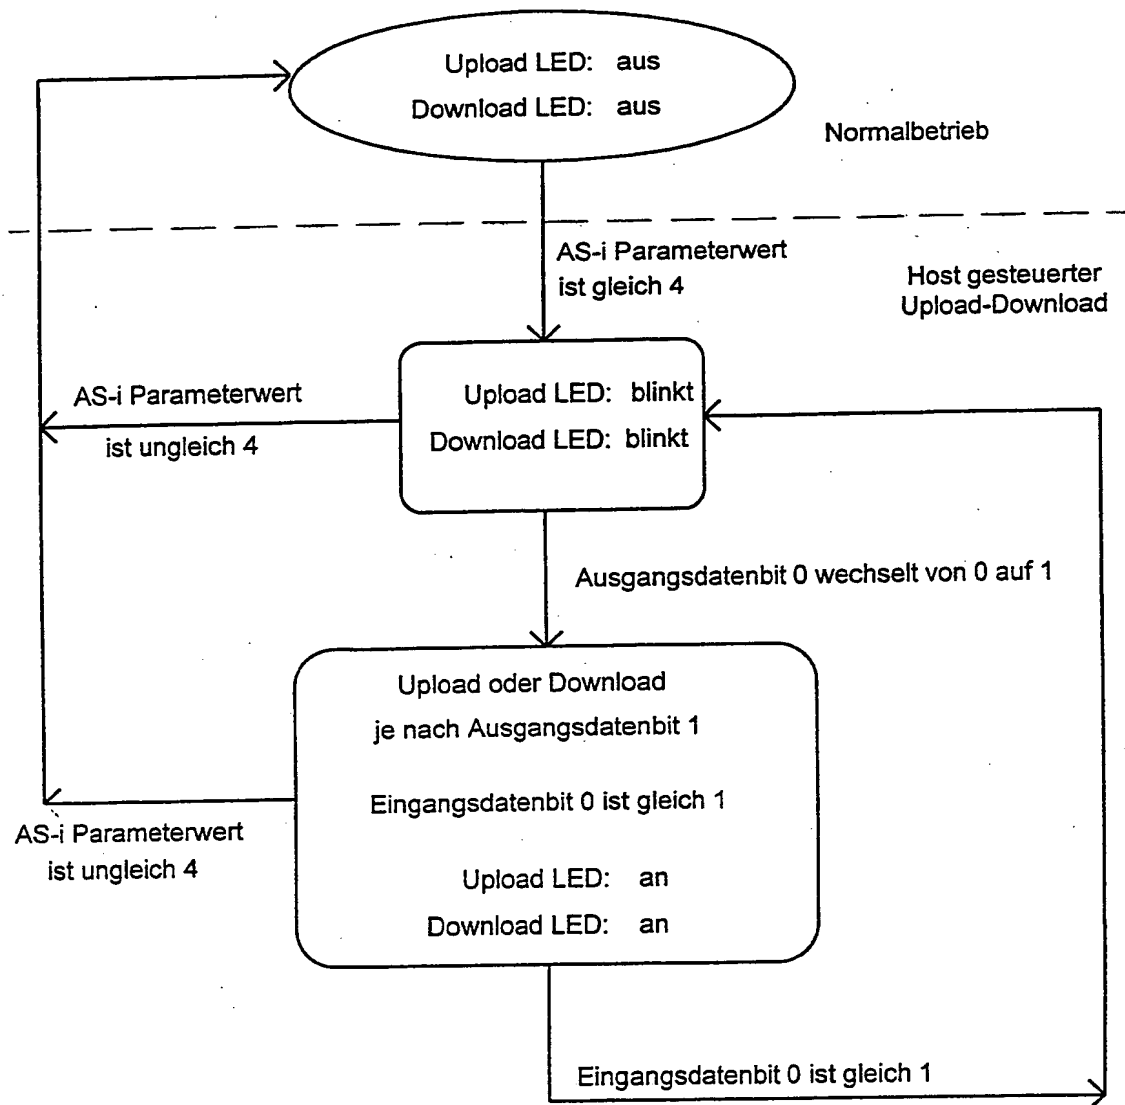 Upload LED: aus
Download LED: aus
Normalbetrieb
AS-i Parameterwert
ist gleich 4
Host gesteuerter
Upload-Download
AS-i Parameterwert
ist ungleich 4
Upload LED: blinkt
Download LED: blinkt
Ausgangsdatenbit 0 wechselt von 0 auf 1
Upload oder Download
je nach Ausgangsdatenbit 1
Eingangsdatenbit 0 ist gleich 1
AS-i Parameterwert
ist ungleich 4
Upload LED: an
Download LED: an
Eingangsdatenbit 0 ist gleich 1